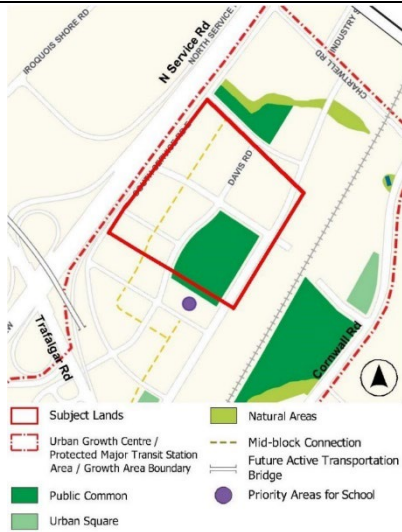 IROQUOIS SHORE RD
N Service Rd
NORTH SERVICE
INDUSTRY
CHARTWELL RD
DAVIS RD
Trafalgar Rd
Cornwall Rd
Subject Lands
Urban Growth Centre /
Protected Major Transit Station
Area / Growth Area Boundary
Public Common
Urban Square
Natural Areas
Mid-block Connection
Future Active Transportation
Bridge
Priority Areas for School